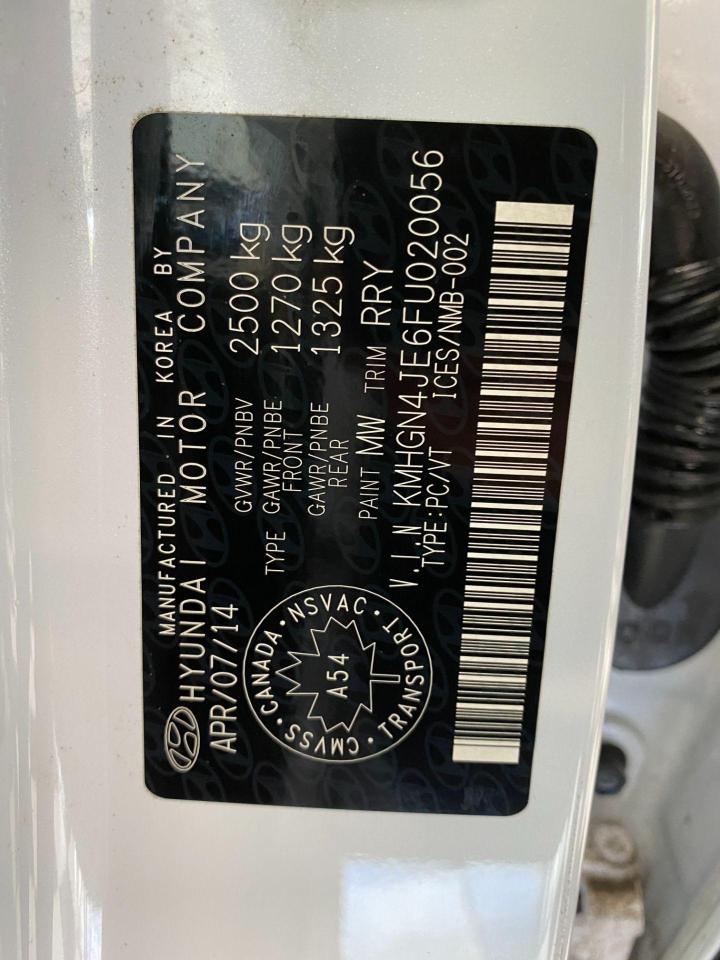 MANUFACTURED IN KOREA BY
HYUNDAI MOTOR COMPANY
APR/07/14
GVWR/PNBV 2500 kg
TYPE GAWR/PNBE FRONT 1270 kg
GAWR/PNBE REAR 1325 kg
PAINT MW TRIM RRY
V.I.N KMHGN4JE6FU020056
TYPE:PC/VT ICES/NMB-002
CANADA · NSVAC · TRANSPORT · CMVSS ·
A54